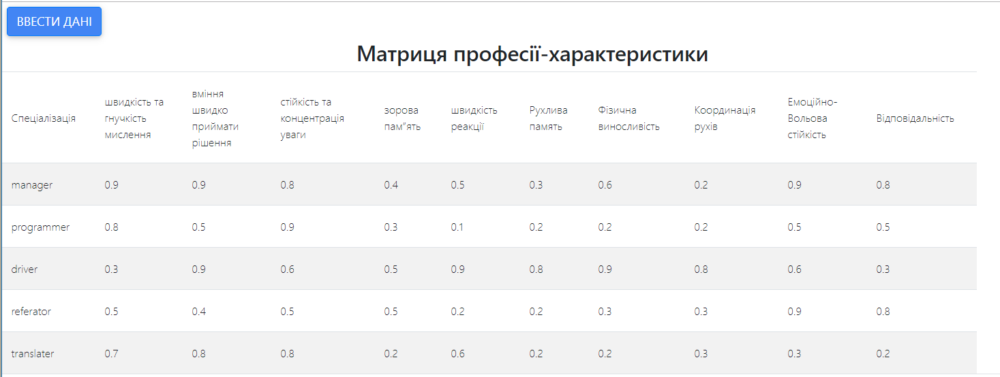 ВВЕСТИ ДАНІ
Матриця професії-характеристики
Спеціалізація
швидкість та
гнучкість
мислення
вміння
швидко
приймати
рішення
стійкість та
концентрація
уваги
зорова
пам"ять
швидкість
реакції
Рухлива
память
Фізична
виносливість
Координація
рухів
Емоційно-
Вольова
стійкість
Відповідальність
manager 0.9 0.9 0.8 0.4 0.5 0.3 0.6 0.2 0.9 0.8
programmer 0.8 0.5 0.9 0.3 0.1 0.2 0.2 0.2 0.5 0.5
driver 0.3 0.9 0.6 0.5 0.9 0.8 0.9 0.8 0.6 0.3
referator 0.5 0.4 0.5 0.5 0.2 0.2 0.3 0.3 0.9 0.8
translater 0.7 0.8 0.8 0.2 0.6 0.2 0.2 0.3 0.3 0.2